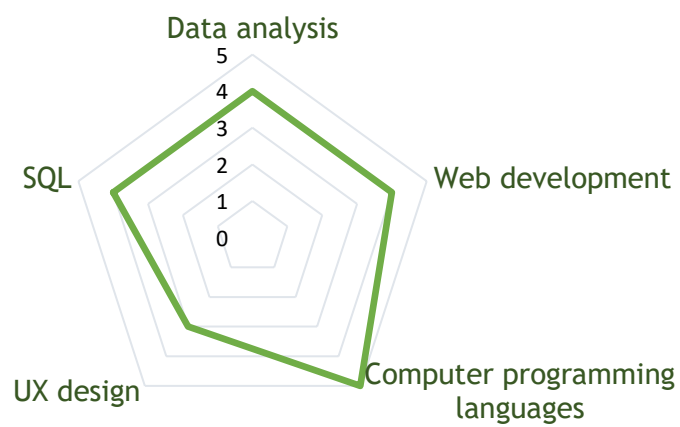 Data analysis
5
4
3
2
1
0
SQL
Web development
UX design
Computer programming
languages